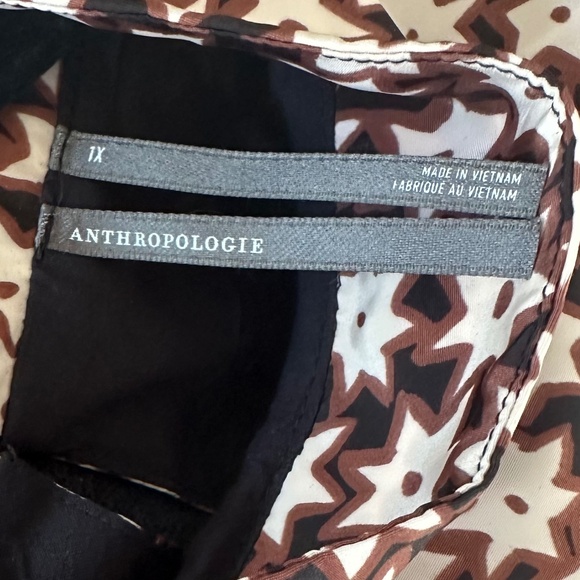 1X
MADE IN VIETNAM
FABRIQUÉ AU VIETNAM
ANTHROPOLOGIE